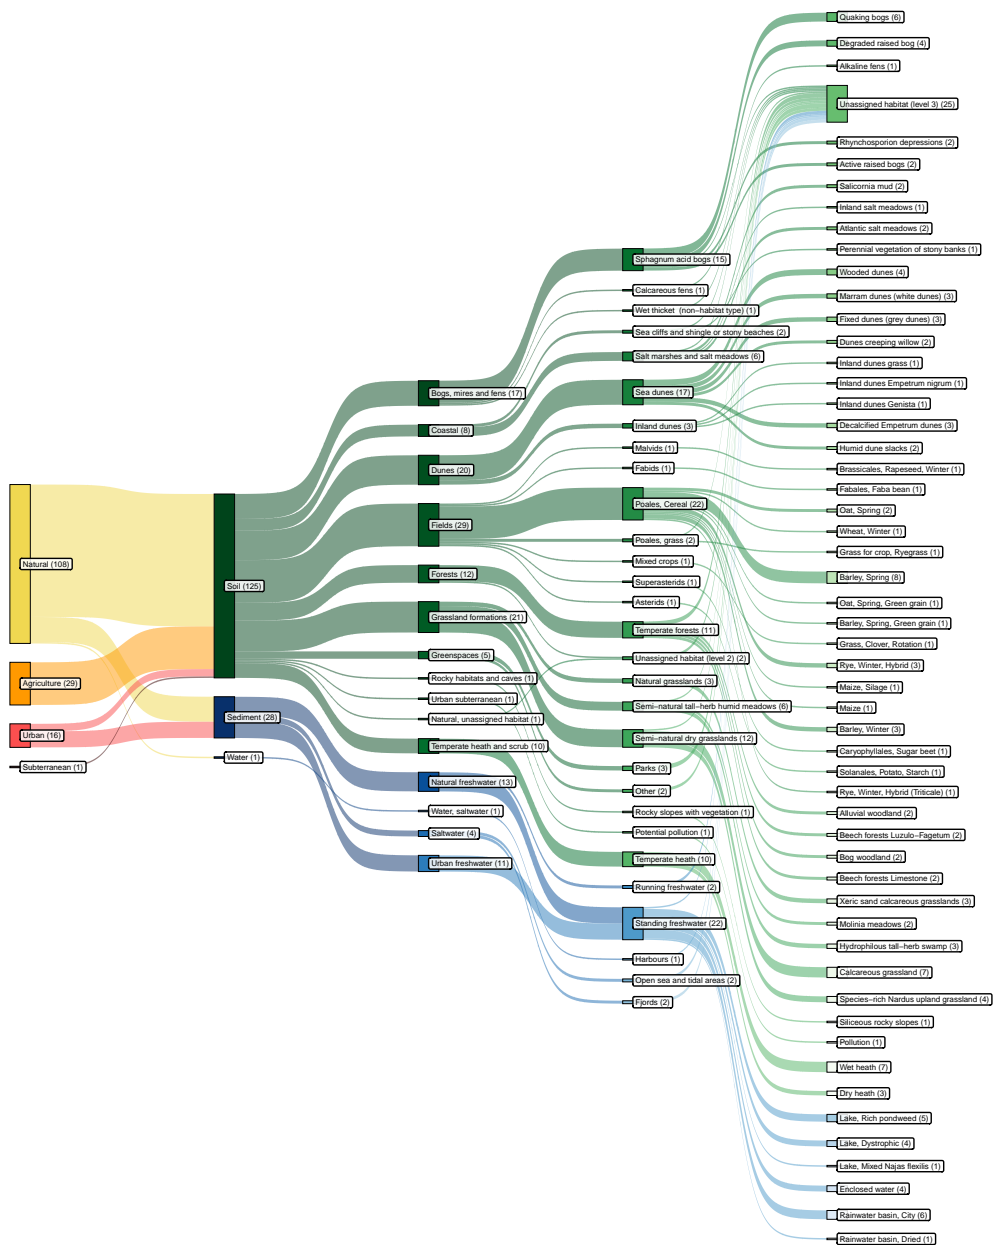 Natural (108)
Agriculture (29)
Urban (16)
Subterranean (1)
Soil (125)
Sediment (28)
Water (1)
Bogs, mires and fens (17)
Coastal (8)
Dunes (20)
Fields (29)
Forests (12)
Grassland formations (21)
Greenspaces (5)
Rocky habitats and caves (1)
Urban subterranean (1)
Natural, unassigned habitat (1)
Temperate heath and scrub (10)
Natural freshwater (13)
Water, saltwater (1)
Saltwater (4)
Urban freshwater (11)
Sphagnum acid bogs (15)
Calcareous fens (1)
Wet thicket (non−habitat type) (1)
Sea cliffs and shingle or stony beaches (2)
Salt marshes and salt meadows (6)
Sea dunes (17)
Inland dunes (3)
Malvids (1)
Fabids (1)
Poales, Cereal (22)
Poales, grass (2)
Mixed crops (1)
Superasterids (1)
Asterids (1)
Temperate forests (11)
Unassigned habitat (level 2) (2)
Natural grasslands (3)
Semi−natural tall−herb humid meadows (6)
Semi−natural dry grasslands (12)
Parks (3)
Other (2)
Rocky slopes with vegetation (1)
Potential pollution (1)
Temperate heath (10)
Running freshwater (2)
Standing freshwater (22)
Harbours (1)
Open sea and tidal areas (2)
Fjords (2)
Quaking bogs (6)
Degraded raised bog (4)
Alkaline fens (1)
Unassigned habitat (level 3) (25)
Rhynchosporion depressions (2)
Active raised bogs (2)
Salicornia mud (2)
Inland salt meadows (1)
Atlantic salt meadows (2)
Perennial vegetation of stony banks (1)
Wooded dunes (4)
Marram dunes (white dunes) (3)
Fixed dunes (grey dunes) (3)
Dunes creeping willow (2)
Inland dunes grass (1)
Inland dunes Empetrum nigrum (1)
Inland dunes Genista (1)
Decalcified Empetrum dunes (3)
Humid dune slacks (2)
Brassicales, Rapeseed, Winter (1)
Fabales, Faba bean (1)
Oat, Spring (2)
Wheat, Winter (1)
Grass for crop, Ryegrass (1)
Barley, Spring (8)
Oat, Spring, Green grain (1)
Barley, Spring, Green grain (1)
Grass, Clover, Rotation (1)
Rye, Winter, Hybrid (3)
Maize, Silage (1)
Maize (1)
Barley, Winter (3)
Caryophyllales, Sugar beet (1)
Solanales, Potato, Starch (1)
Rye, Winter, Hybrid (Triticale) (1)
Alluvial woodland (2)
Beech forests Luzulo−Fagetum (2)
Bog woodland (2)
Beech forests Limestone (2)
Xeric sand calcareous grasslands (3)
Molinia meadows (2)
Hydrophilous tall−herb swamp (3)
Calcareous grassland (7)
Species−rich Nardus upland grassland (4)
Siliceous rocky slopes (1)
Pollution (1)
Wet heath (7)
Dry heath (3)
Lake, Rich pondweed (5)
Lake, Dystrophic (4)
Lake, Mixed Najas flexilis (1)
Enclosed water (4)
Rainwater basin, City (6)
Rainwater basin, Dried (1)